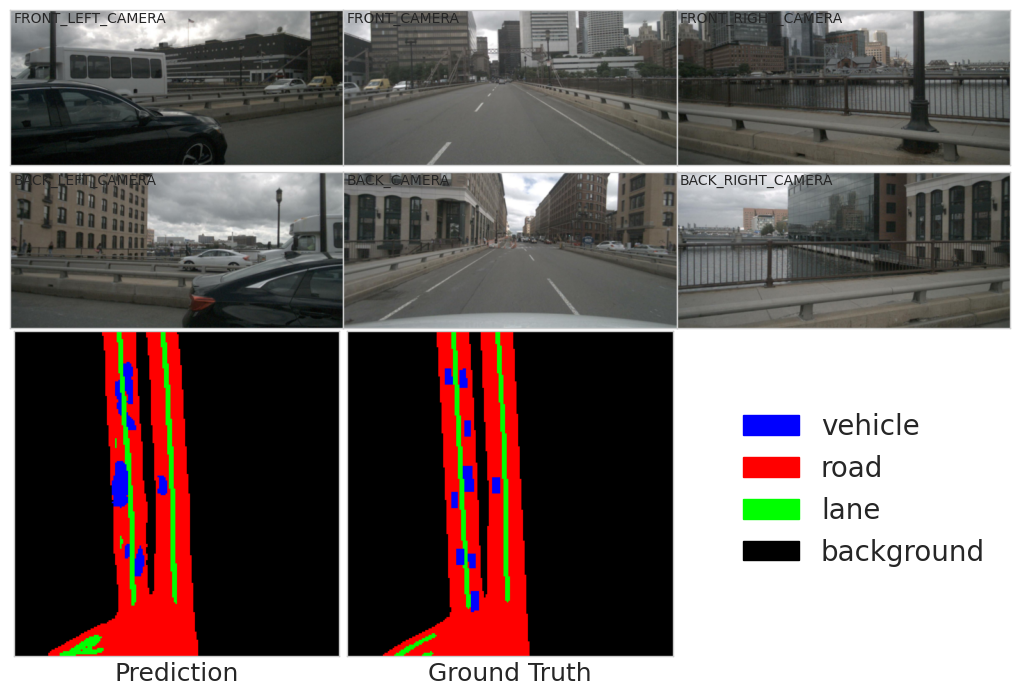 FRONT_LEFT_CAMERA
FRONT_CAMERA
FRONT_RIGHT_CAMERA
BACK_LEFT_CAMERA
BACK_CAMERA
BACK_RIGHT_CAMERA
vehicle
road
lane
background
Prediction
Ground Truth